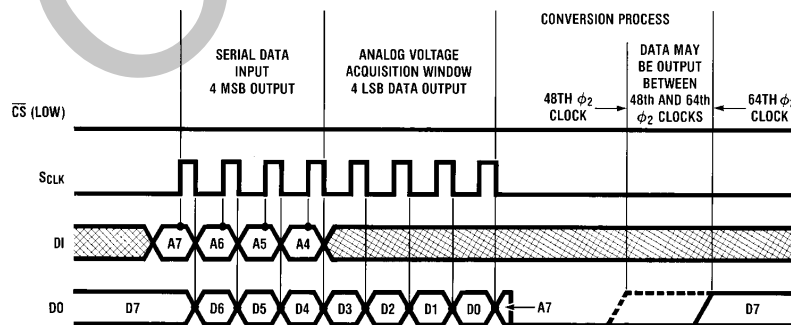 CONVERSION PROCESS
SERIAL DATA
INPUT
4 MSB OUTPUT
ANALOG VOLTAGE
ACQUISITION WINDOW
4 LSB DATA OUTPUT
48TH ϕ2
CLOCK
DATA MAY
BE OUTPUT
BETWEEN
48th AND 64th
ϕ2 CLOCKS
64TH ϕ2
CLOCK
CS (LOW)
SCLK
DI
A7 A6 A5 A4
DO
D7 D6 D5 D4 D3 D2 D1 D0 A7 D7